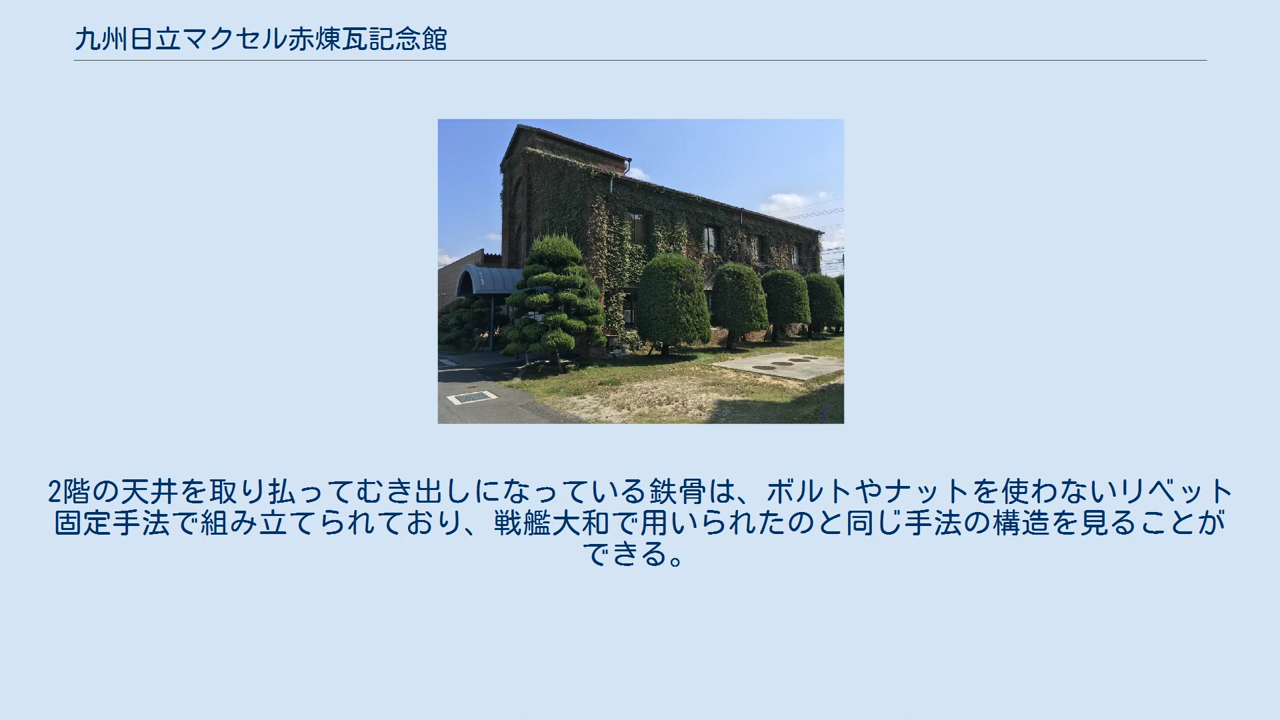 九州日立マクセル赤煉瓦記念館
2階の天井を取り払ってむき出しになっている鉄骨は、ボルトやナットを使わないリベット
固定手法で組み立てられており、戦艦大和で用いられたのと同じ手法の構造を見ることが
できる。